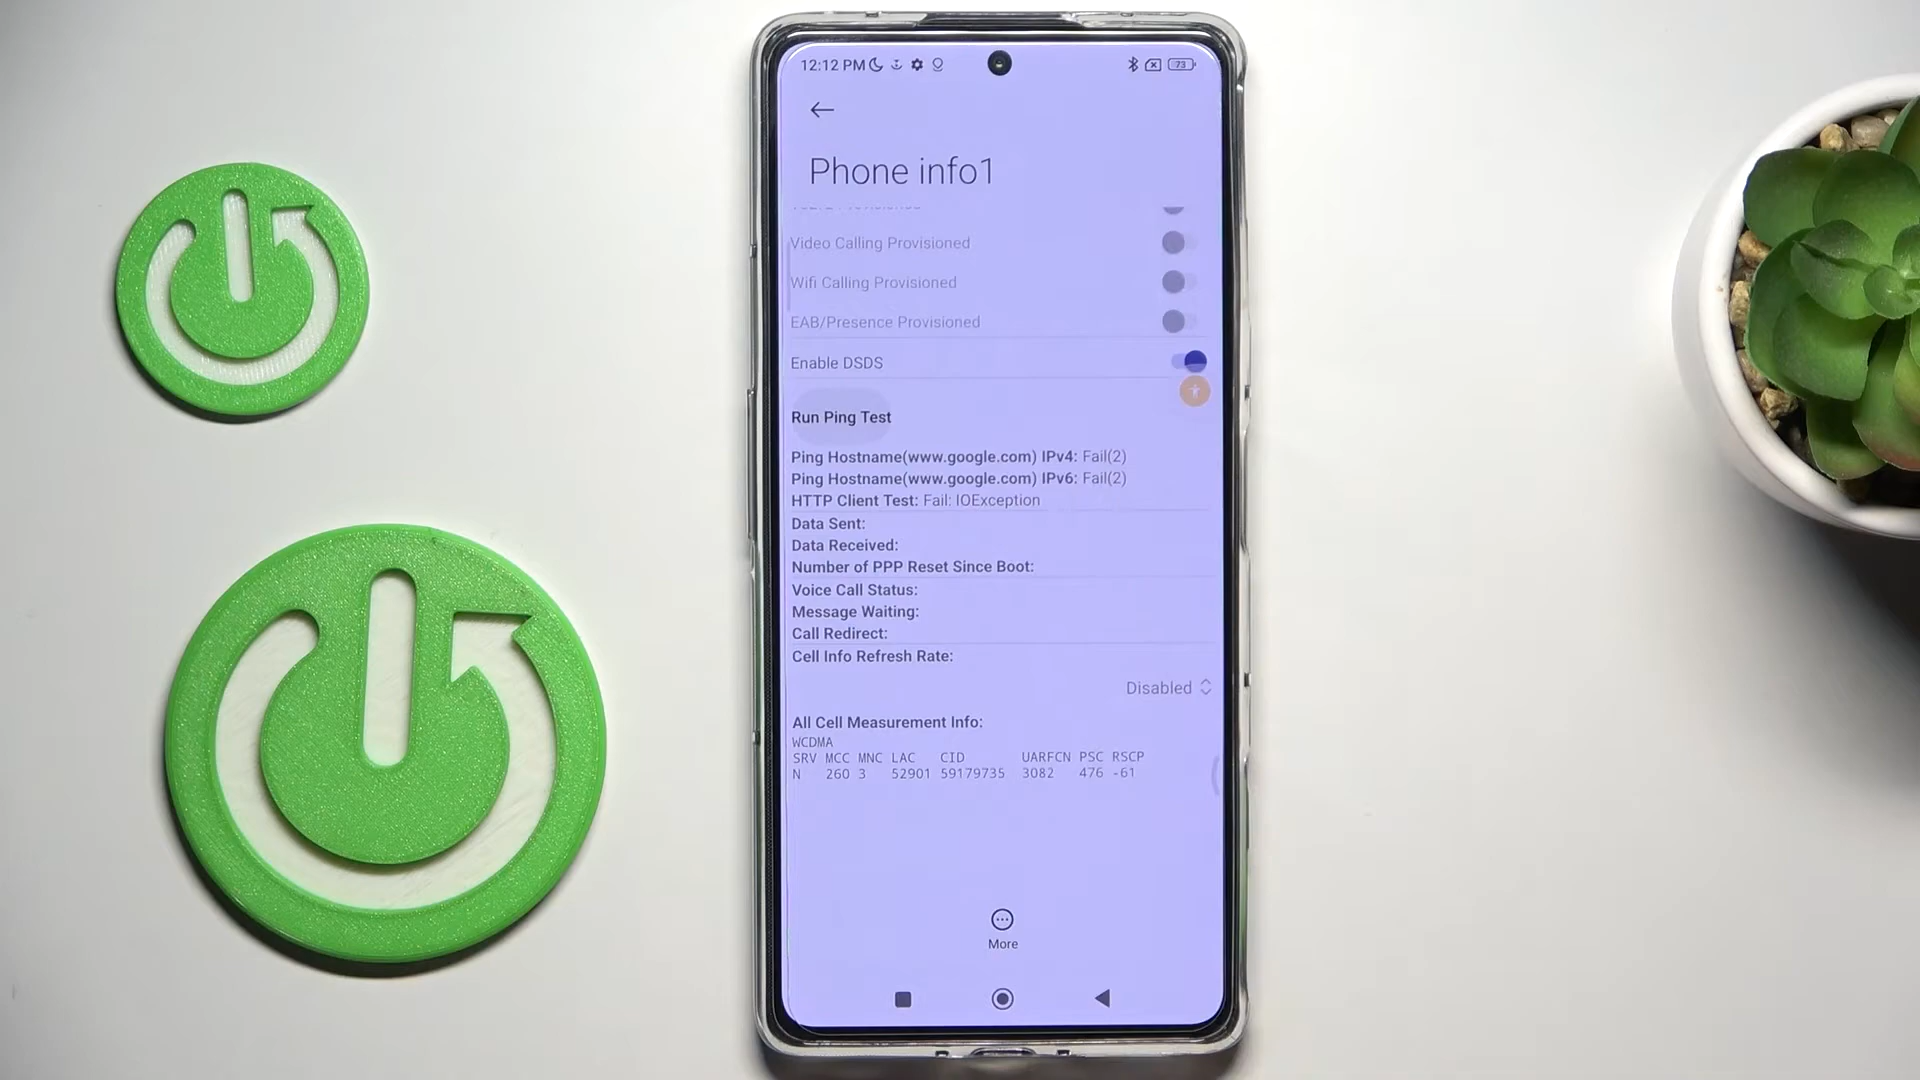 12:12 PM
73
Phone info1
Video Calling Provisioned
Wifi Calling Provisioned
EAB/Presence Provisioned
Enable DSDS
Run Ping Test
Ping Hostname(www.google.com) IPv4: Fail(2)
Ping Hostname(www.google.com) IPv6: Fail(2)
HTTP Client Test: Fail: IOException
Data Sent:
Data Received:
Number of PPP Reset Since Boot:
Voice Call Status:
Message Waiting:
Call Redirect:
Cell Info Refresh Rate:
Disabled
All Cell Measurement Info:
WCDMA
SRV MCC MNC LAC CID UARFCN PSC RSCP
N 260 3 52901 59179735 3082 476 -61
More